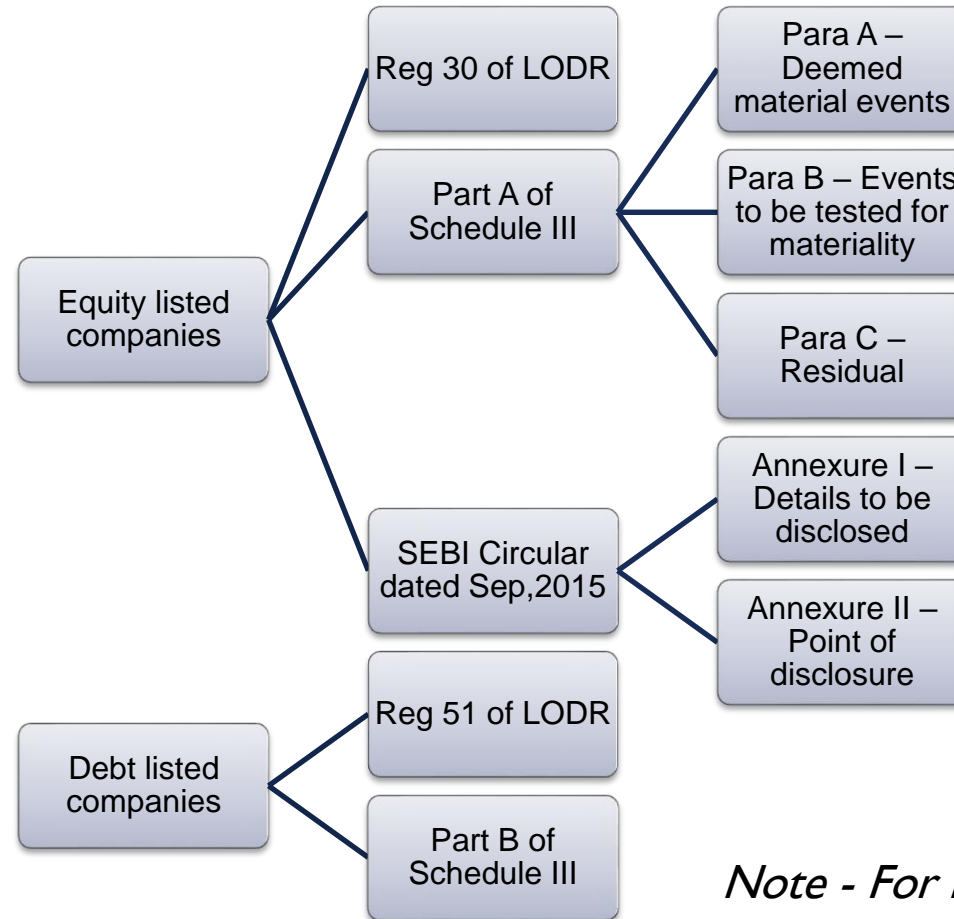 Reg 30 of LODR
Para A –
Deemed
material events
Part A of
Schedule III
Para B – Events
to be tested for
materiality
Equity listed
companies
Para C –
Residual
SEBI Circular
dated Sep,2015
Annexure I –
Details to be
disclosed
Annexure II –
Point of
disclosure
Reg 51 of LODR
Debt listed
companies
Part B of
Schedule III
Note - For